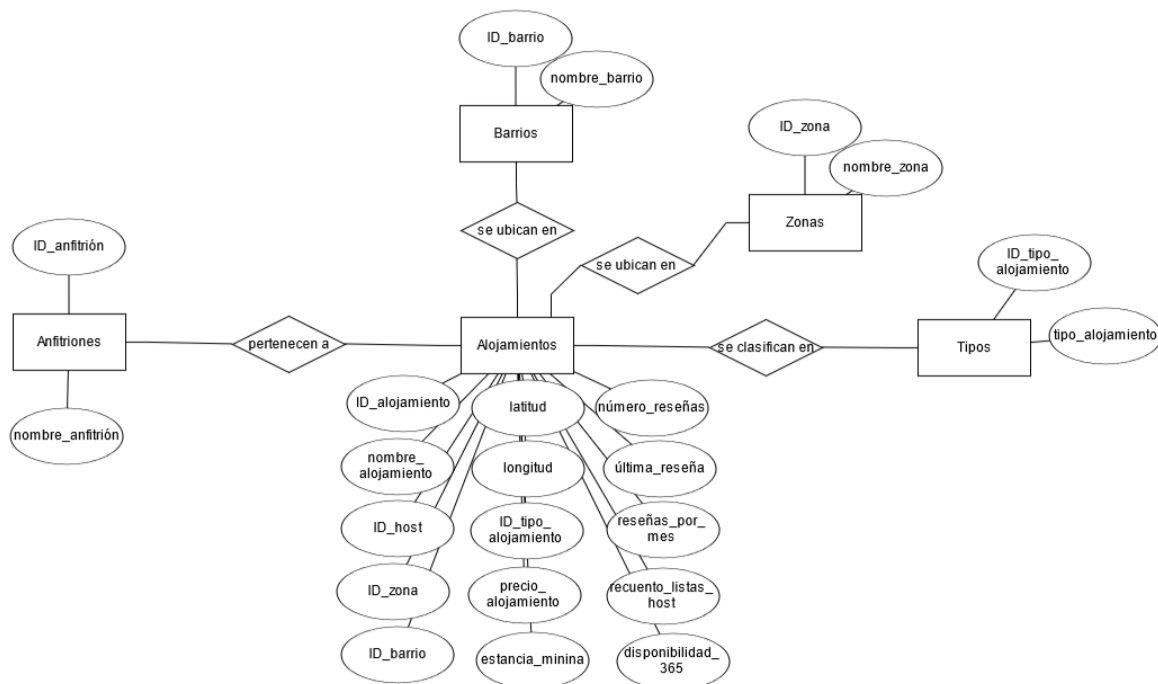 ID_barrio
nombre_barrio
Barrios
ID_zona
nombre_zona
Zonas
se ubican en
se ubican en
ID_anfitrión
ID_tipo_
alojamiento
Anfitriones
pertenecen a
Alojamientos
se clasifican en
Tipos
tipo_alojamiento
nombre_anfitrión
ID_alojamiento
latitud
número_reseñas
nombre_
alojamiento
longitud
última_reseña
ID_host
ID_tipo_
alojamiento
reseñas_por_
mes
ID_zona
precio_
alojamiento
recuento_listas_
host
ID_barrio
estancia_minina
disponibilidad_
365